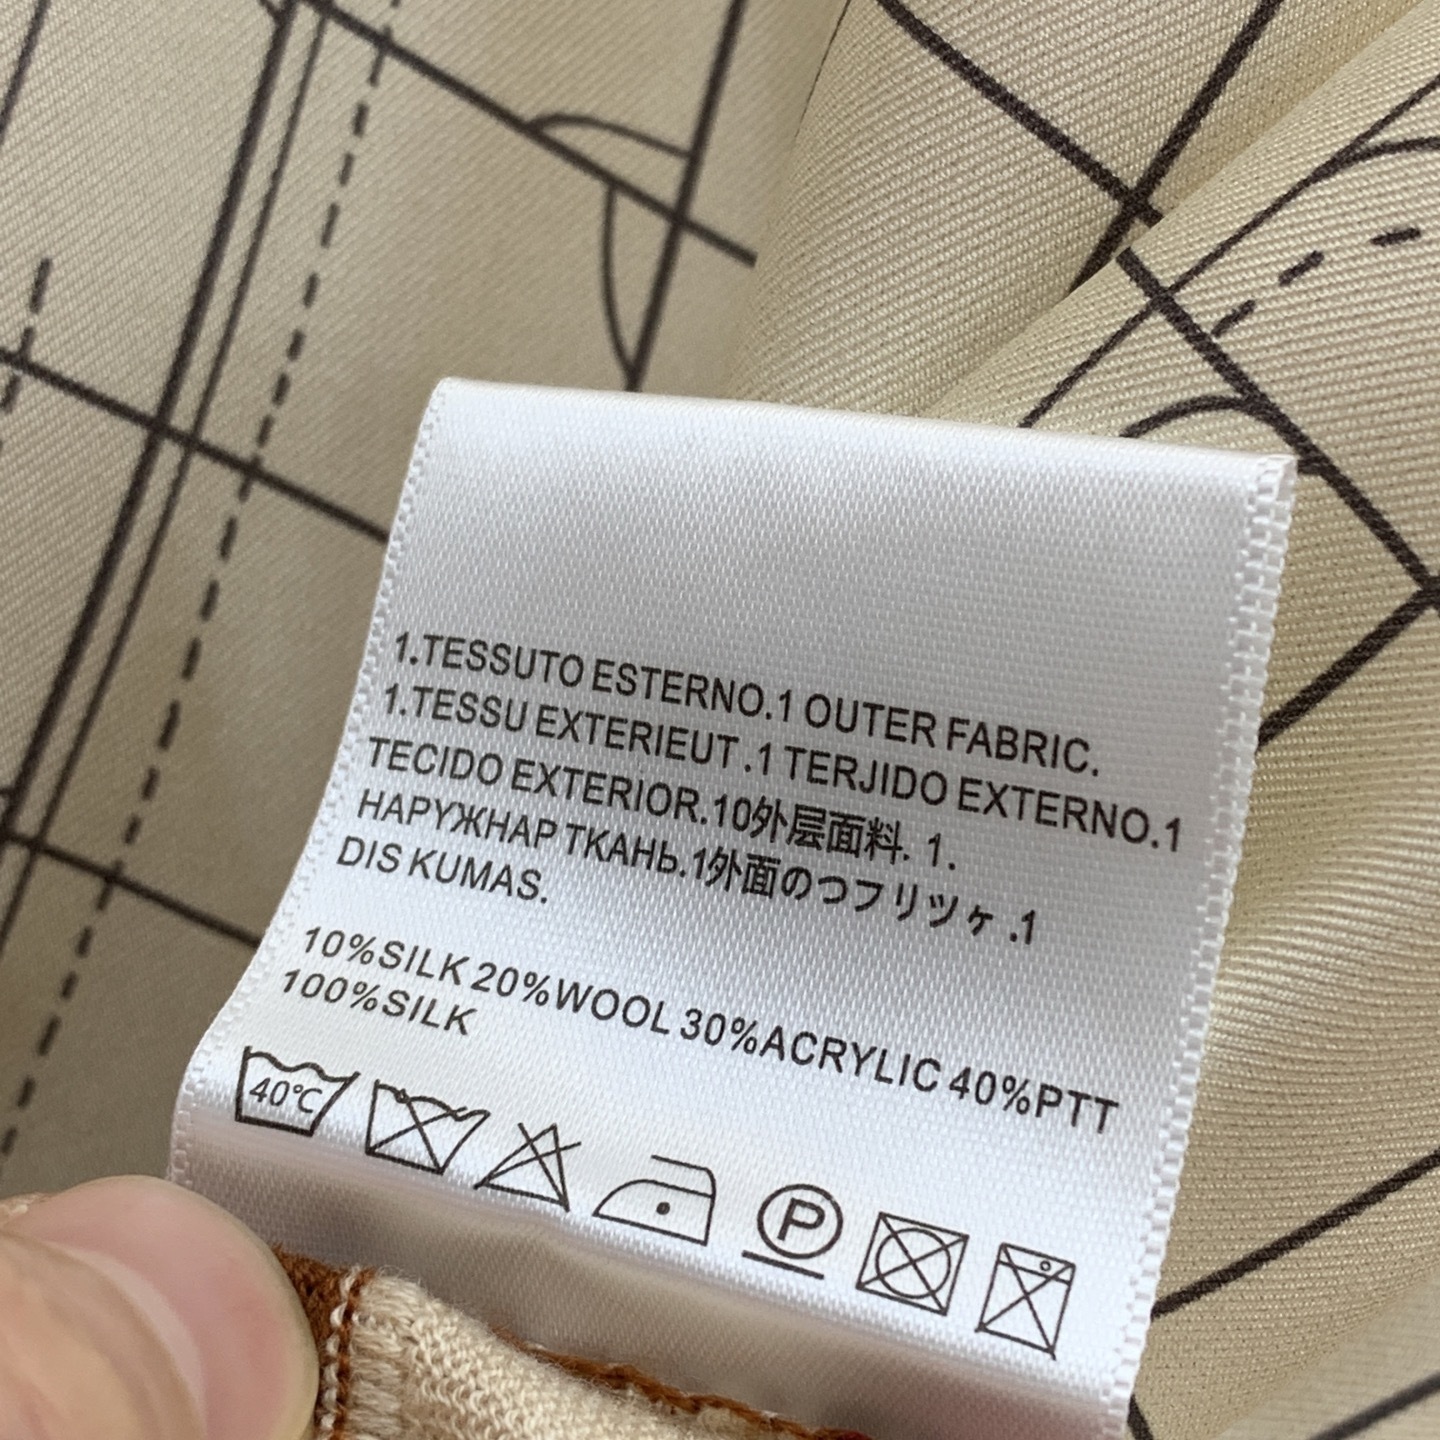 1.TESSUTO ESTERNO.1 OUTER FABRIC.
1.TESSU EXTERIEUT .1 TERJIDO EXTERNO.1
TECIDO EXTERIOR.10外层面料. 1.
НАРУЖНАР ТКАНЬ.1外面のつフリツヶ .1
DIS KUMAS.
10%SILK 20%WOOL 30%ACRYLIC 40%PTT
100%SILK
40℃
P